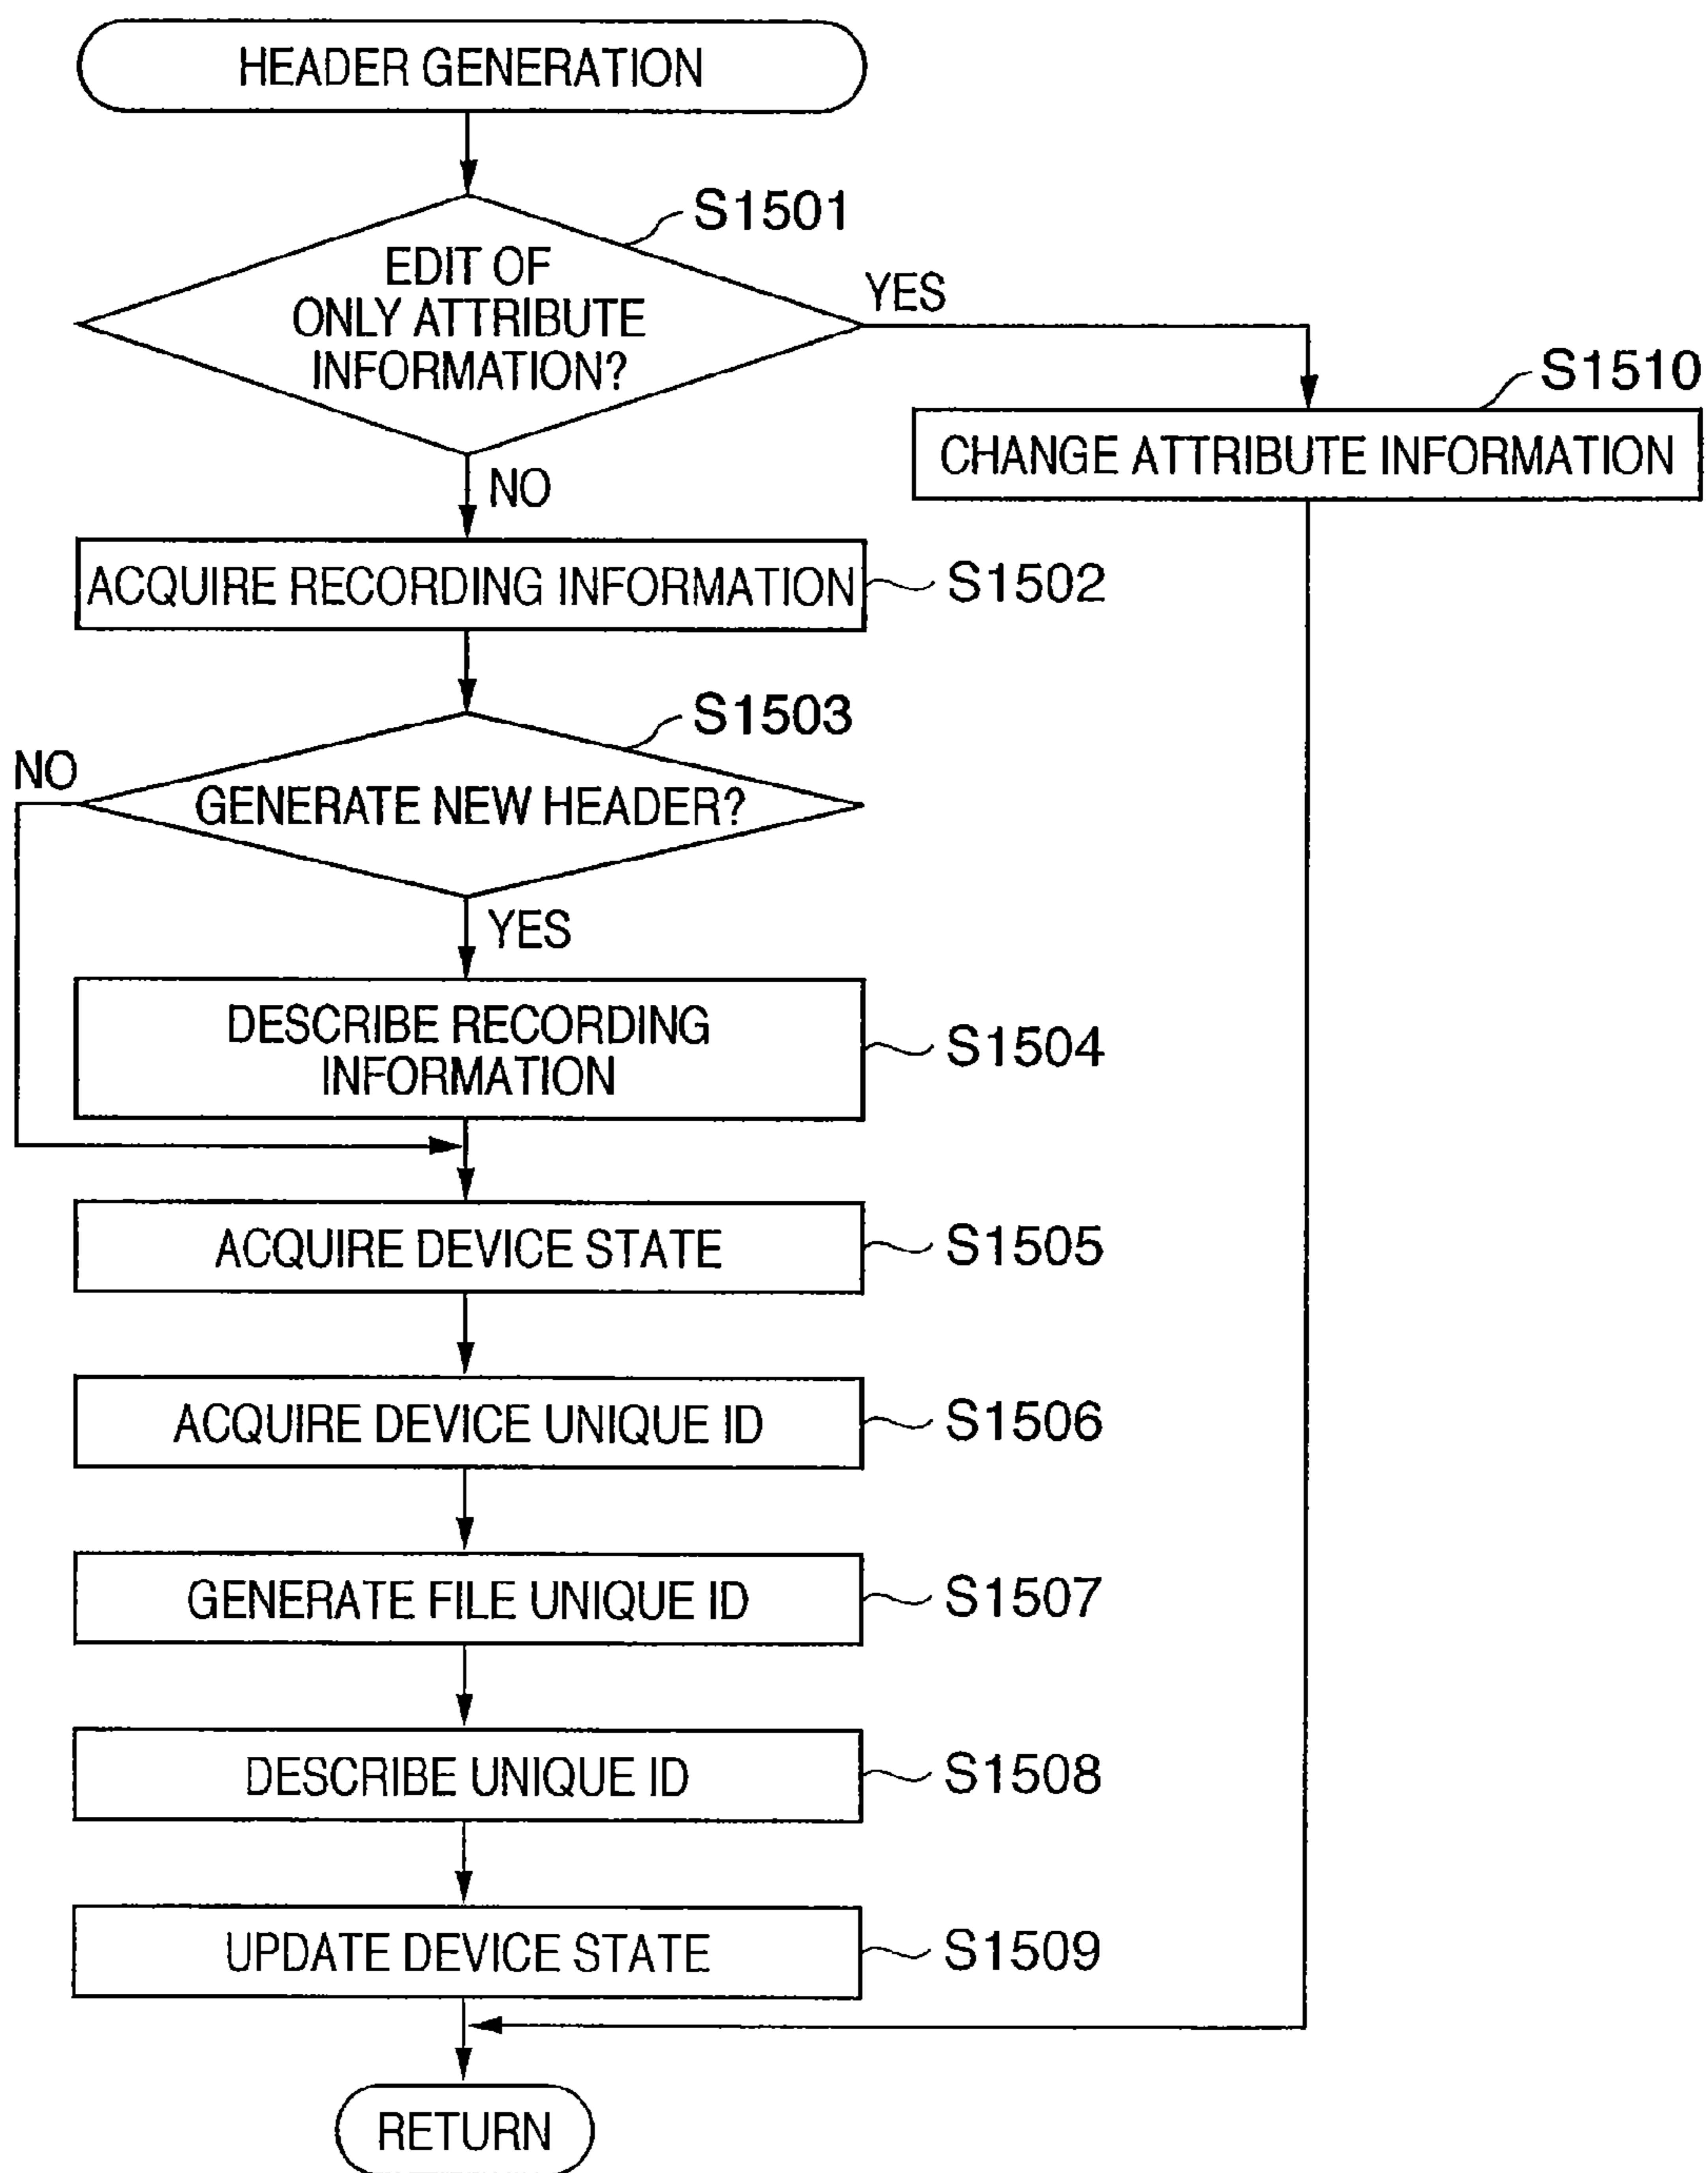 HEADER GENERATION
S1501
EDIT OF
ONLY ATTRIBUTE
INFORMATION?
YES
S1510
CHANGE ATTRIBUTE INFORMATION
NO
ACQUIRE RECORDING INFORMATION
S1502
S1503
NO
GENERATE NEW HEADER?
YES
DESCRIBE RECORDING
INFORMATION
S1504
ACQUIRE DEVICE STATE
S1505
ACQUIRE DEVICE UNIQUE ID
S1506
GENERATE FILE UNIQUE ID
S1507
DESCRIBE UNIQUE ID
S1508
UPDATE DEVICE STATE
S1509
RETURN